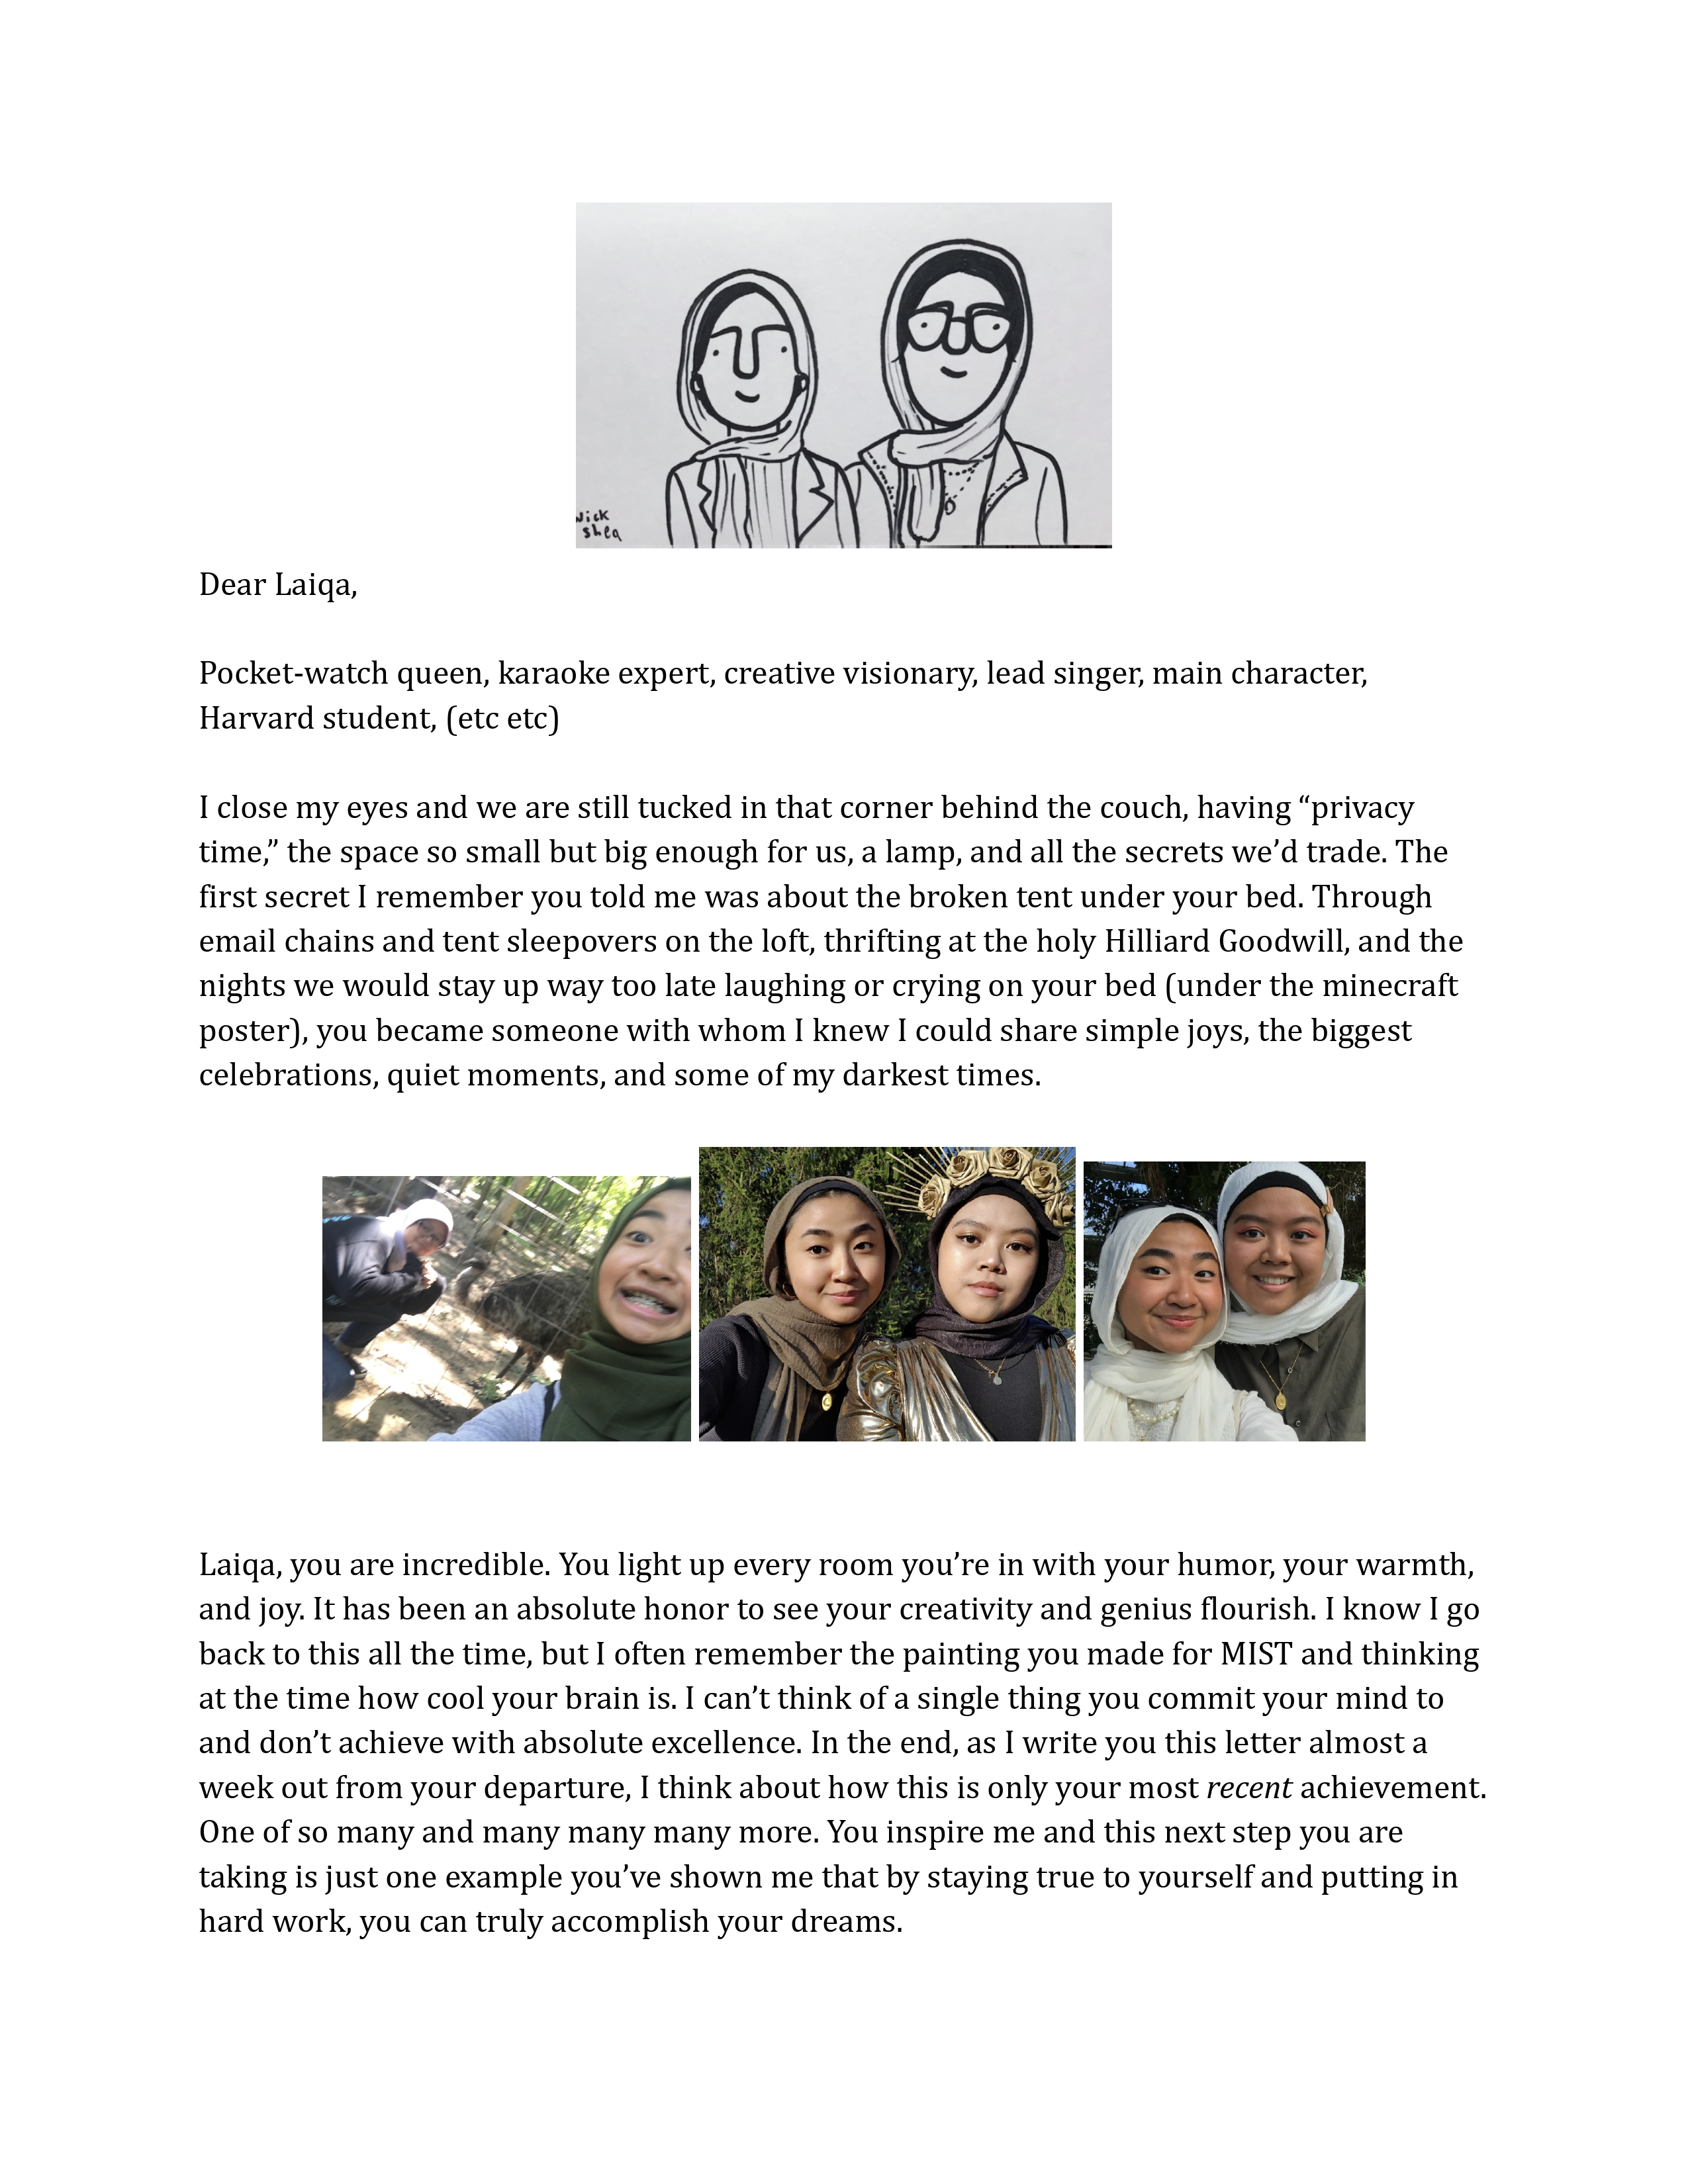 Nick
Shea
Dear Laiqa,
Pocket-watch queen, karaoke expert, creative visionary, lead singer, main character,
Harvard student, (etc etc)
I close my eyes and we are still tucked in that corner behind the couch, having “privacy
time,” the space so small but big enough for us, a lamp, and all the secrets we’d trade. The
first secret I remember you told me was about the broken tent under your bed. Through
email chains and tent sleepovers on the loft, thrifting at the holy Hilliard Goodwill, and the
nights we would stay up way too late laughing or crying on your bed (under the minecraft
poster), you became someone with whom I knew I could share simple joys, the biggest
celebrations, quiet moments, and some of my darkest times.
Laiqa, you are incredible. You light up every room you’re in with your humor, your warmth,
and joy. It has been an absolute honor to see your creativity and genius flourish. I know I go
back to this all the time, but I often remember the painting you made for MIST and thinking
at the time how cool your brain is. I can’t think of a single thing you commit your mind to
and don’t achieve with absolute excellence. In the end, as I write you this letter almost a
week out from your departure, I think about how this is only your most recent achievement.
One of so many and many many many more. You inspire me and this next step you are
taking is just one example you’ve shown me that by staying true to yourself and putting in
hard work, you can truly accomplish your dreams.